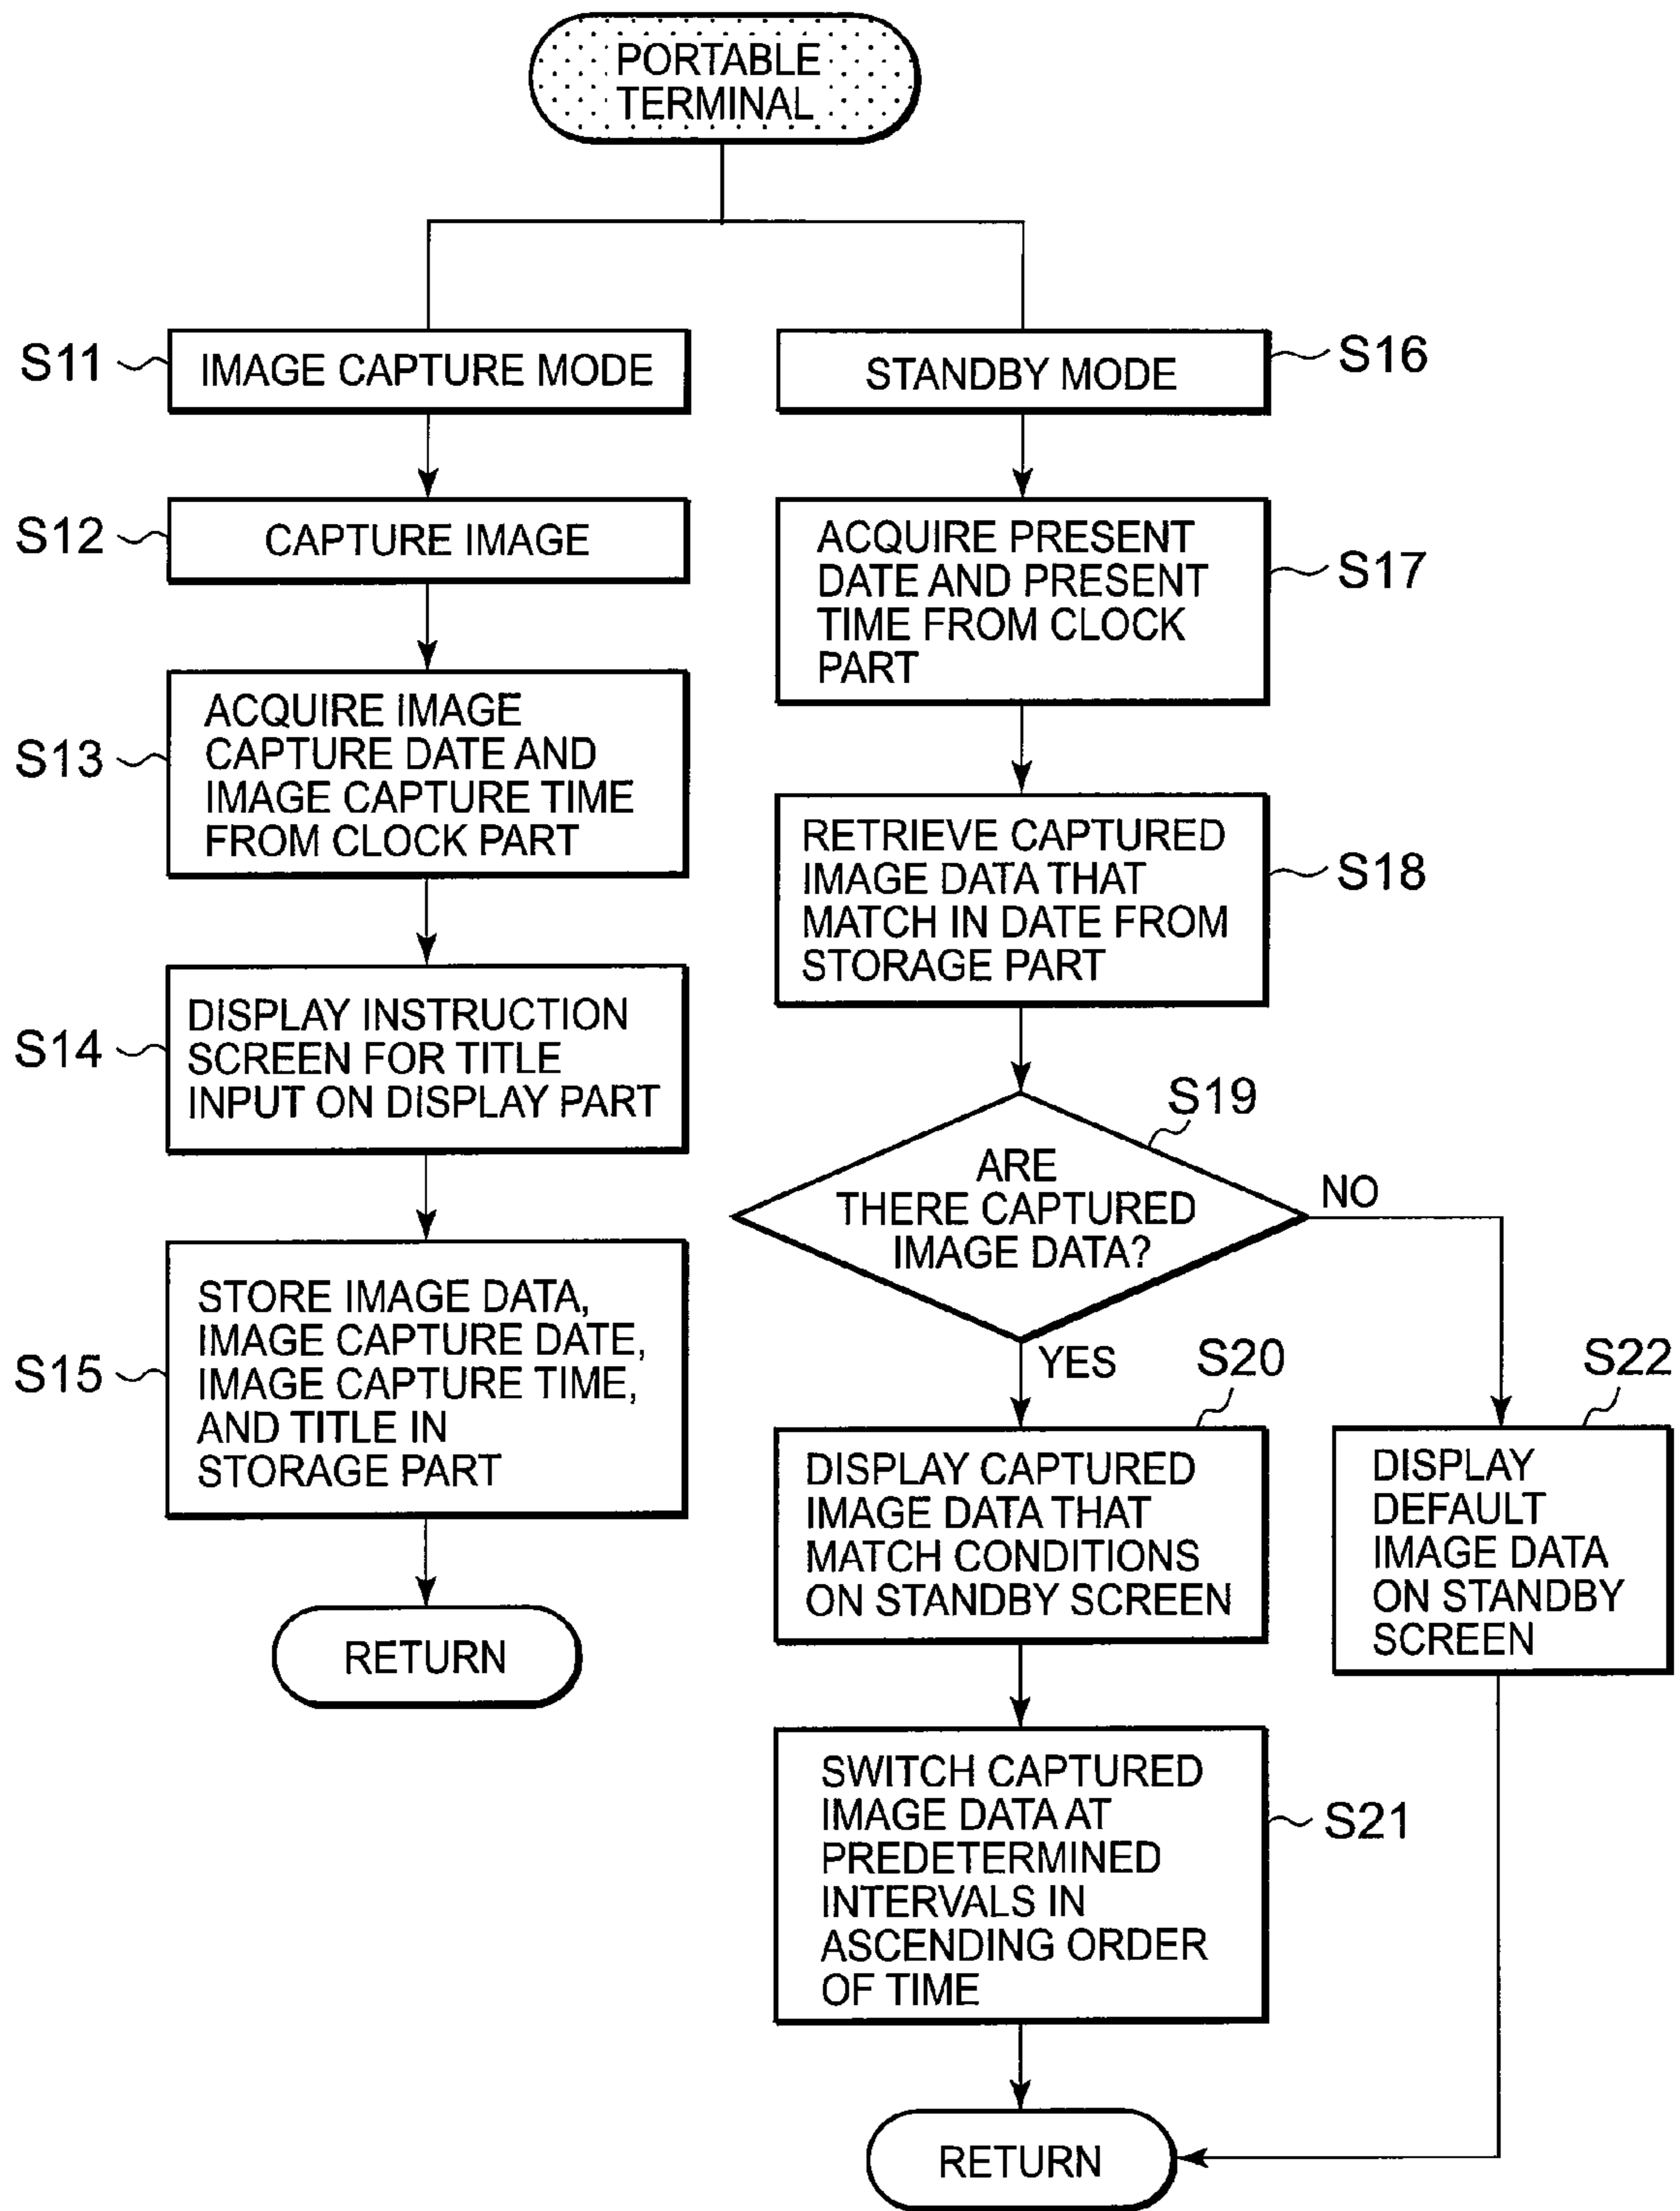 PORTABLE
TERMINAL
S11
IMAGE CAPTURE MODE
S12
CAPTURE IMAGE
S13
ACQUIRE IMAGE
CAPTURE DATE AND
IMAGE CAPTURE TIME
FROM CLOCK PART
S14
DISPLAY INSTRUCTION
SCREEN FOR TITLE
INPUT ON DISPLAY PART
S15
STORE IMAGE DATA,
IMAGE CAPTURE DATE,
IMAGE CAPTURE TIME,
AND TITLE IN
STORAGE PART
RETURN
STANDBY MODE
S16
ACQUIRE PRESENT
DATE AND PRESENT
TIME FROM CLOCK
PART
S17
RETRIEVE CAPTURED
IMAGE DATA THAT
MATCH IN DATE FROM
STORAGE PART
S18
S19
ARE
THERE CAPTURED
IMAGE DATA?
NO
YES
S20
DISPLAY CAPTURED
IMAGE DATA THAT
MATCH CONDITIONS
ON STANDBY SCREEN
S22
DISPLAY
DEFAULT
IMAGE DATA
ON STANDBY
SCREEN
SWITCH CAPTURED
IMAGE DATA AT
PREDETERMINED
INTERVALS IN
ASCENDING ORDER
OF TIME
S21
RETURN